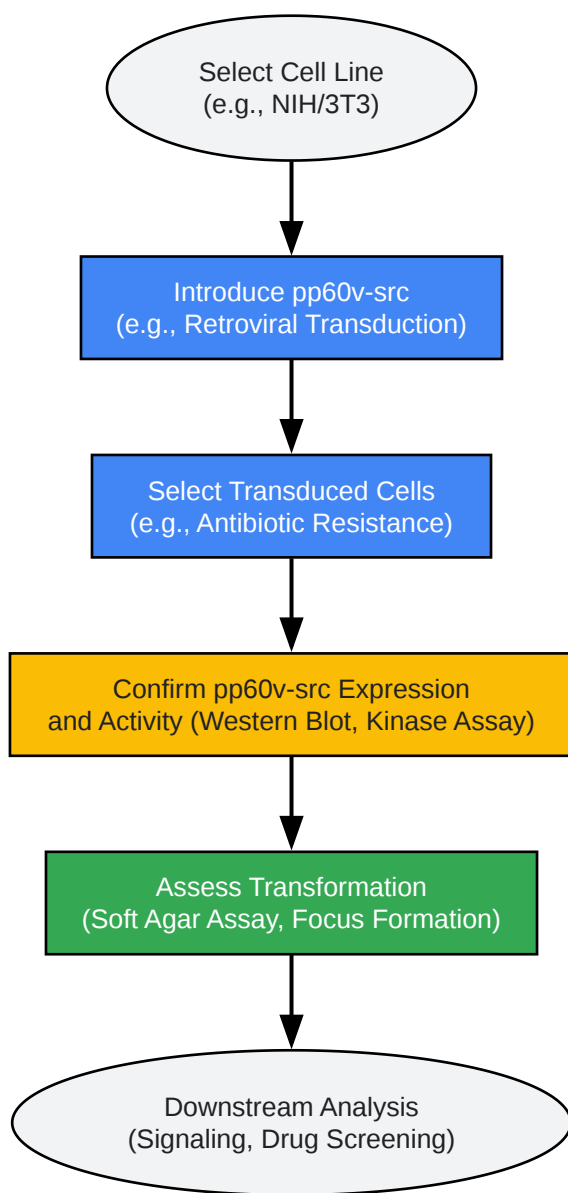 Select Cell Line
(e.g., NIH/3T3)
Introduce pp60v-src
(e.g., Retroviral Transduction)
Select Transduced Cells
(e.g., Antibiotic Resistance)
Confirm pp60v-src Expression
and Activity (Western Blot, Kinase Assay)
Assess Transformation
(Soft Agar Assay, Focus Formation)
Downstream Analysis
(Signaling, Drug Screening)